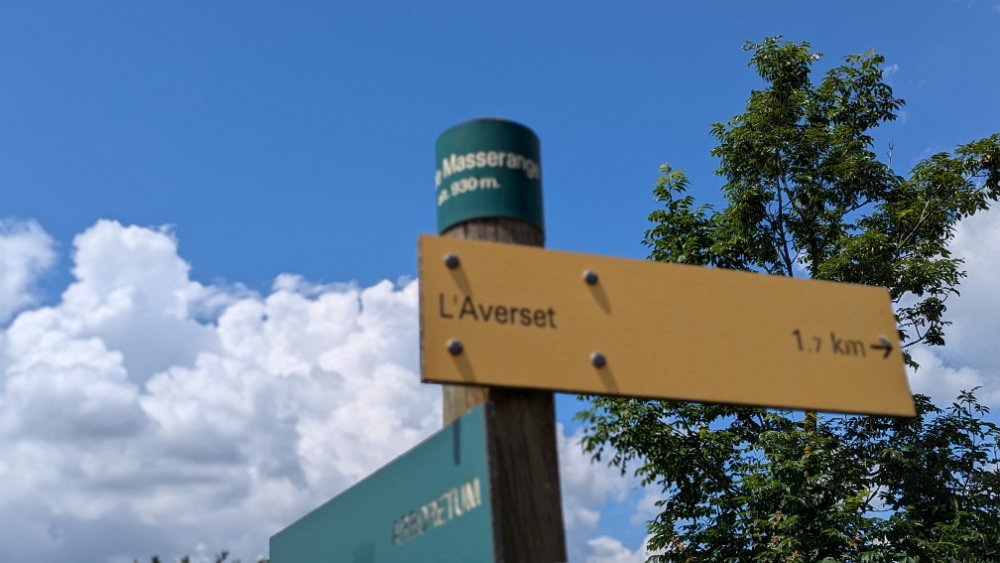 e Masserange
alt. 930 m.
L'Averset
1.7 km →
ARBORETUM